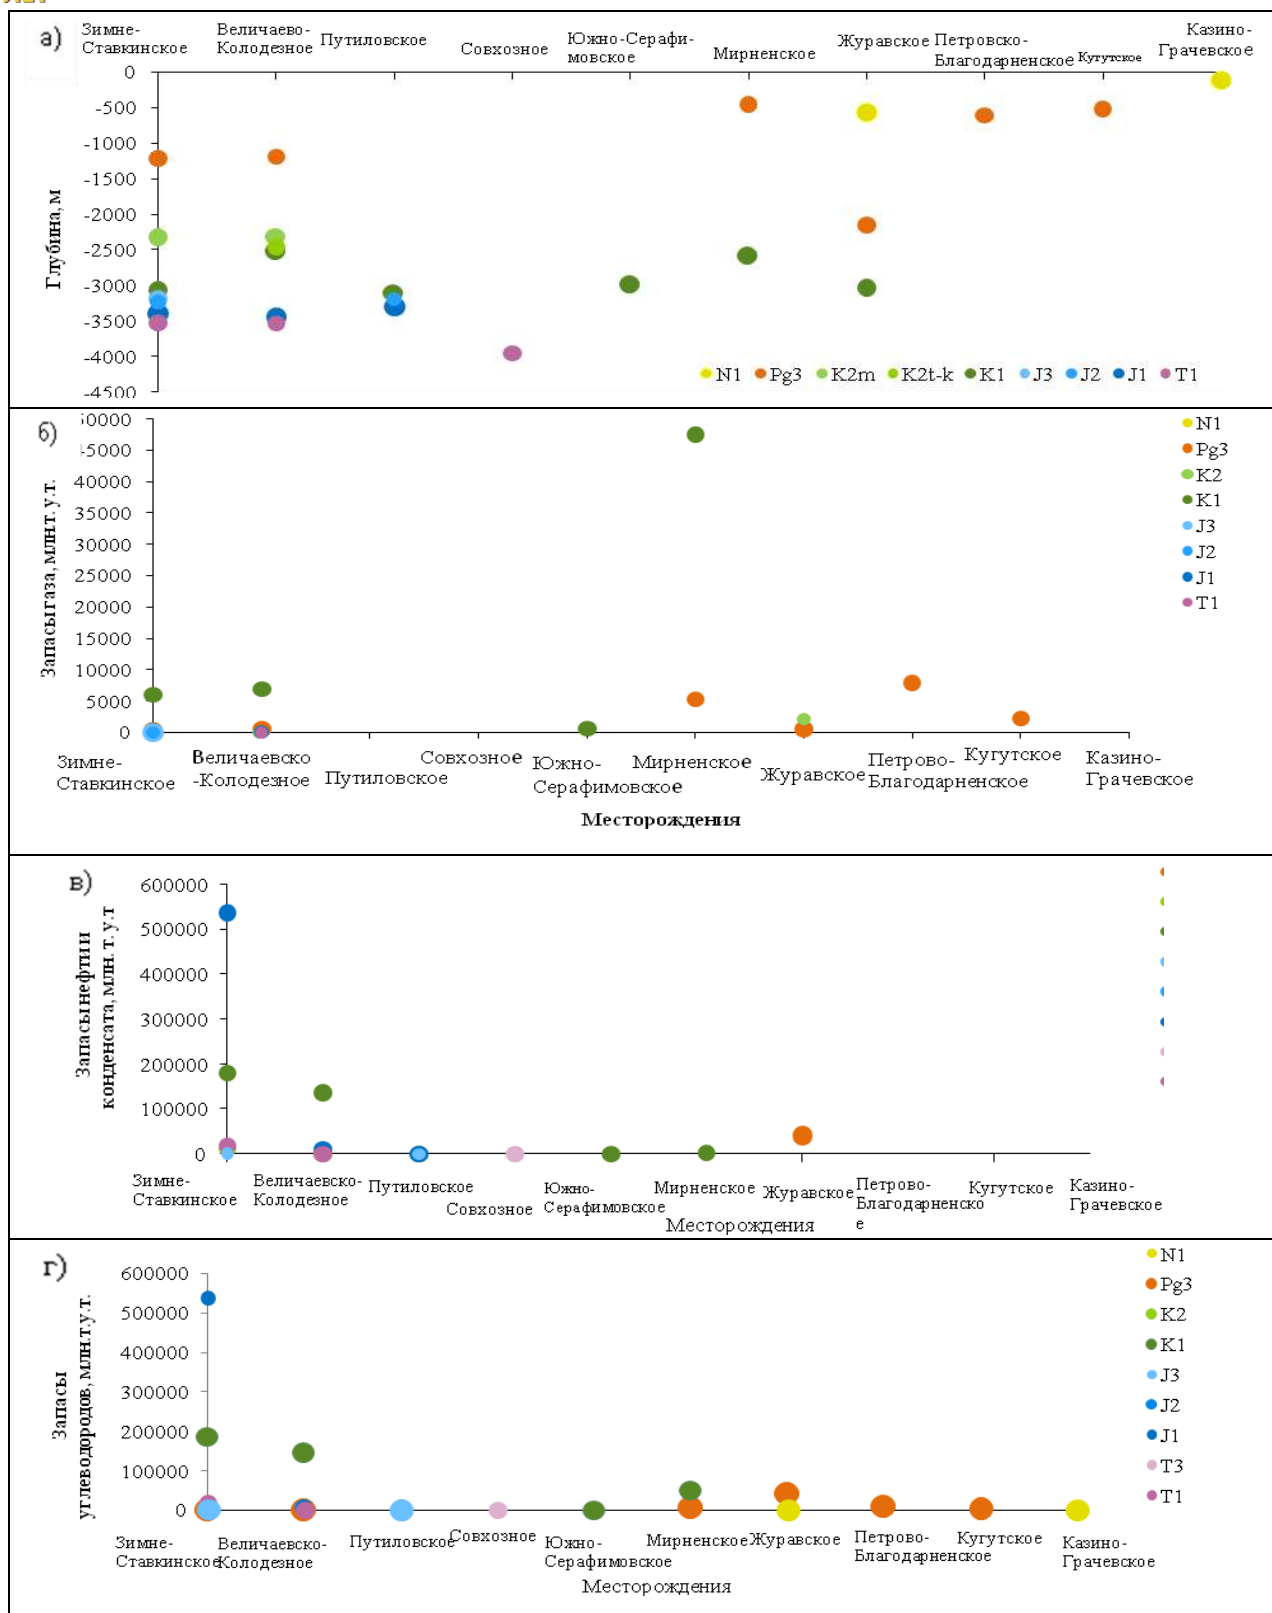 а)
Зимне-
Ставкинское
Величаево-
Колодезное
Путиловское
Совхозное
Южно-Серафи-
мовское
Мирненское
Журавское
Петровско-
Благодарненское
Кугутское
Казино-
Грачевское
0
-500
-1000
-1500
-2000
-2500
-3000
-3500
-4000
-4500
Глубина, м
N1 Pg3 K2m K2t-k K1 J3 J2 J1 T1
б)
45000
40000
35000
30000
25000
20000
15000
10000
5000
0
Запасы газа, млн.т. у.т.
N1
Pg3
K2
K1
J3
J2
J1
T1
Зимне-
Ставкинское
Величаевско
-Колодезное
Путиловское
Совхозное
Южно-
Серафимовское
Мирненское
Журавское
Петрово-
Благодарненское
Кугутское
Казино-
Грачевское
Месторождения
в)
600000
500000
400000
300000
200000
100000
0
Запасы нефти и
конденсата, млн. т. у.т
Зимне-
Ставкинское
Величаевско-
Колодезное
Путиловское
Совхозное
Южно-
Серафимовское
Мирненское
Журавское
Петрово-
Благодарненско
е
Кугутское
Казино-
Грачевское
Месторождения
г)
600000
500000
400000
300000
200000
100000
0
Запасы
углеводородов, млн.т.у.т.
N1
Pg3
K2
K1
J3
J2
J1
T3
T1
Зимне-
Ставкинское
Величаевско-
Колодезное
Путиловское
Совхозное
Южно-
Серафимовское
Мирненское
Журавское
Петрово-
Благодарненское
Кугутское
Казино-
Грачевское
Месторождения